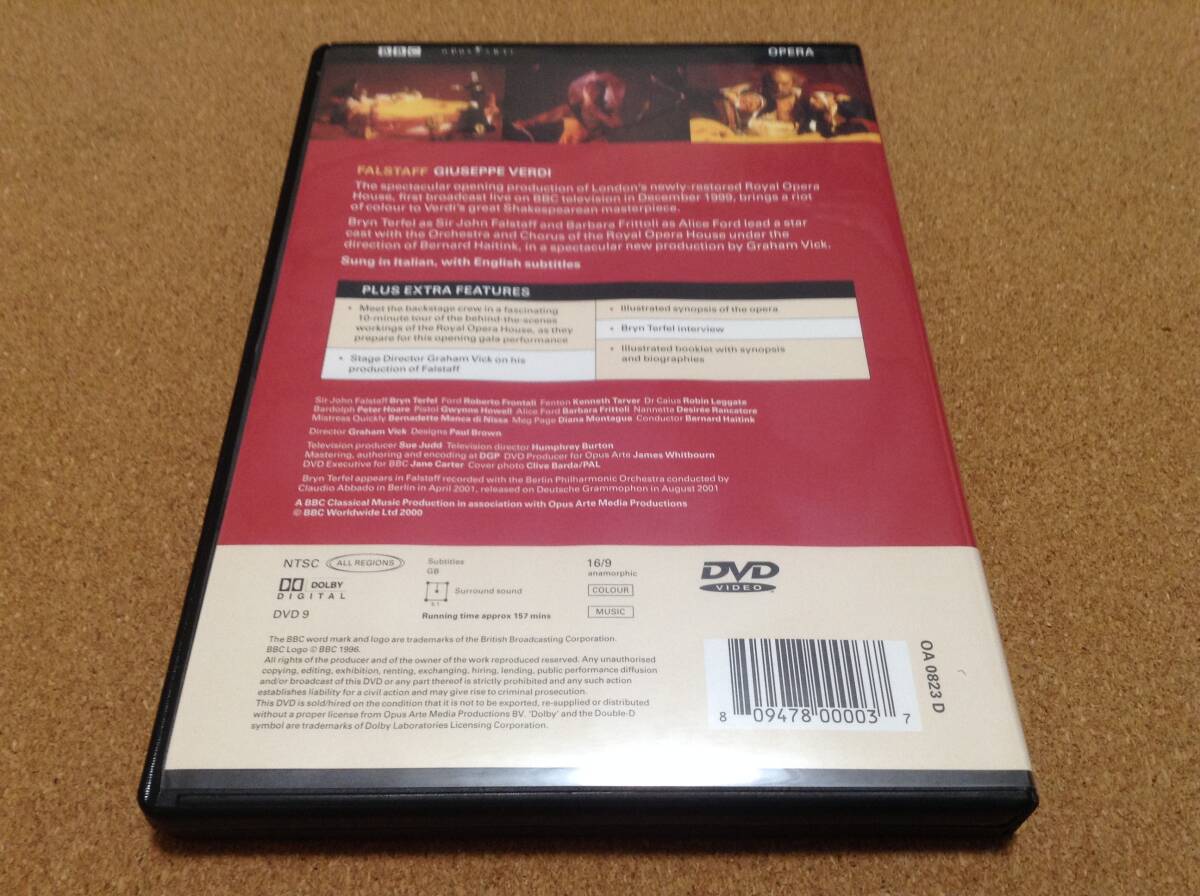 BBC OPUS ARTE OPERA
FALSTAFF GIUSEPPE VERDI
The spectacular opening production of London's newly-restored Royal Opera
House, first broadcast live on BBC television in December 1999, brings a riot
of colour to Verdi's great Shakespearean masterpiece.
Bryn Terfel as Sir John Falstaff and Barbara Frittoli as Alice Ford lead a star
cast with the Orchestra and Chorus of the Royal Opera House under the
direction of Bernard Haitink, in a spectacular new production by Graham Vick.
Sung in Italian, with English subtitles
PLUS EXTRA FEATURES
• Meet the backstage crew in a fascinating
10-minute tour of the behind-the-scenes
workings of the Royal Opera House, as they
prepare for this opening gala performance
• Stage Director Graham Vick on his
production of Falstaff
• Illustrated synopsis of the opera
• Bryn Terfel interview
• Illustrated booklet with synopsis
and biographies
Sir John Falstaff Bryn Terfel Ford Roberto Frontali Fenton Kenneth Tarver Dr Caius Robin Leggate
Bardolph Peter Hoare Pistol Gwynne Howell Alice Ford Barbara Frittoli Nannetta Desirée Rancatore
Mistress Quickly Bernadette Manca di Nissa Meg Page Diana Montague Conductor Bernard Haitink
Director Graham Vick Designs Paul Brown
Television producer Sue Judd Television director Humphrey Burton
Mastering, authoring and encoding at DGP DVD Producer for Opus Arte James Whitbourn
DVD Executive for BBC Jane Carter Cover photo Clive Barda/PAL
Bryn Terfel appears in Falstaff recorded with the Berlin Philharmonic Orchestra conducted by
Claudio Abbado in Berlin in April 2001, released on Deutsche Grammophon in August 2001
A BBC Classical Music Production in association with Opus Arte Media Productions
© BBC Worldwide Ltd 2000
NTSC ALL REGIONS
DOLBY
DIGITAL
DVD 9
Subtitles
GB
5.1 Surround sound
Running time approx 157 mins
16/9
anamorphic
COLOUR
MUSIC
DVD
VIDEO
The BBC word mark and logo are trademarks of the British Broadcasting Corporation.
BBC Logo © BBC 1996.
All rights of the producer and of the owner of the work reproduced reserved. Any unauthorised
copying, editing, exhibition, renting, exchanging, hiring, lending, public performance diffusion
and/or broadcast of this DVD or any part thereof is strictly prohibited and any such action
establishes liability for a civil action and may give rise to criminal prosecution.
This DVD is sold/hired on the condition that it is not to be exported, re-supplied or distributed
without a proper license from Opus Arte Media Productions BV. 'Dolby' and the Double-D
symbol are trademarks of Dolby Laboratories Licensing Corporation.
8 09478 00003 7
OA 0823 D